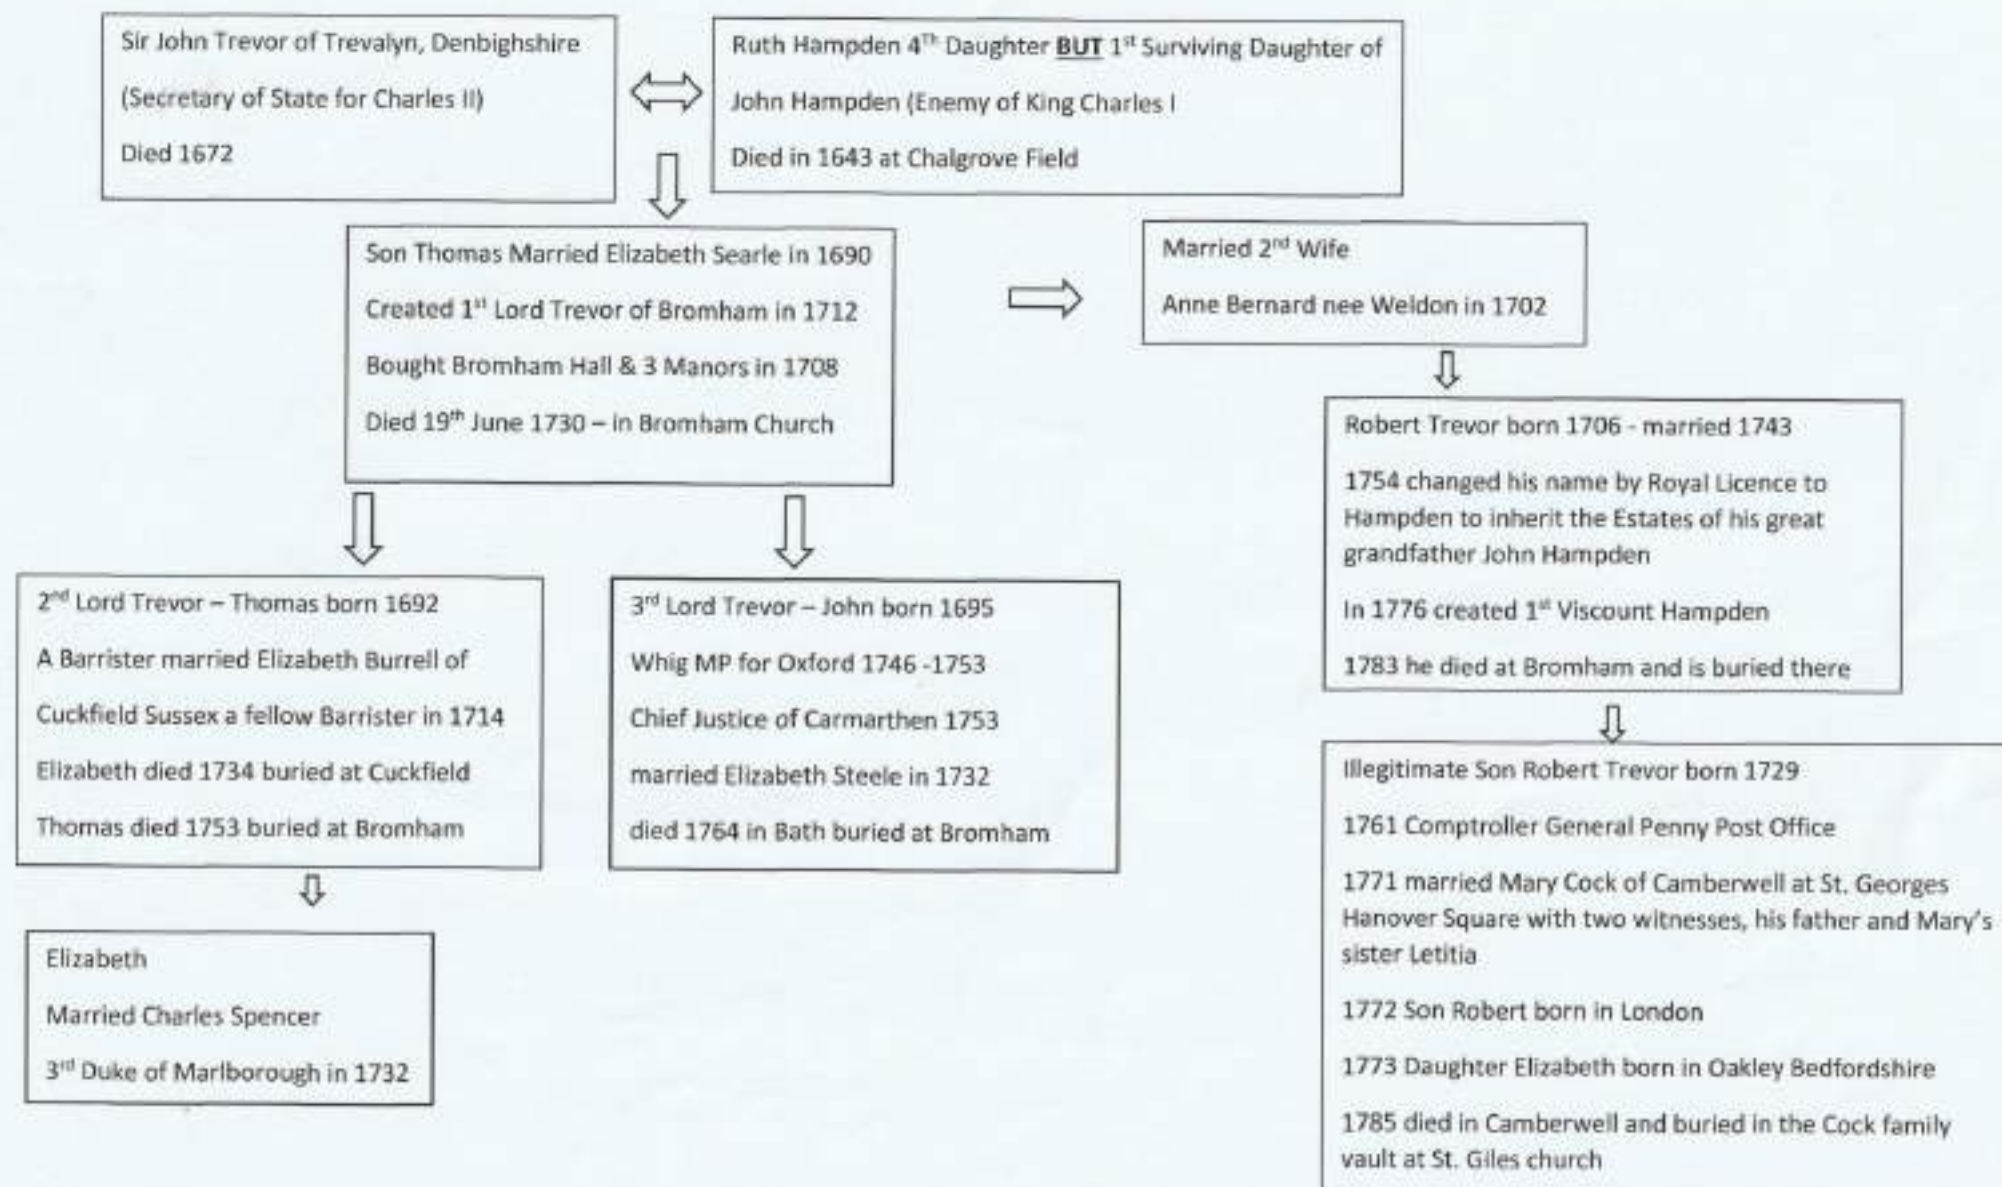 Sir John Trevor of Trevalyn, Denbighshire
(Secretary of State for Charles II)
Died 1672
Ruth Hampden 4Th Daughter BUT 1st Surviving Daughter of
John Hampden (Enemy of King Charles I
Died in 1643 at Chalgrove Field
Son Thomas Married Elizabeth Searle in 1690
Created 1st Lord Trevor of Bromham in 1712
Bought Bromham Hall & 3 Manors in 1708
Died 19th June 1730 – in Bromham Church
Married 2nd Wife
Anne Bernard nee Weldon in 1702
Robert Trevor born 1706 - married 1743
1754 changed his name by Royal Licence to
Hampden to inherit the Estates of his great
grandfather John Hampden
In 1776 created 1st Viscount Hampden
1783 he died at Bromham and is buried there
2nd Lord Trevor – Thomas born 1692
A Barrister married Elizabeth Burrell of
Cuckfield Sussex a fellow Barrister in 1714
Elizabeth died 1734 buried at Cuckfield
Thomas died 1753 buried at Bromham
3rd Lord Trevor – John born 1695
Whig MP for Oxford 1746 -1753
Chief Justice of Carmarthen 1753
married Elizabeth Steele in 1732
died 1764 in Bath buried at Bromham
Illegitimate Son Robert Trevor born 1729
1761 Comptroller General Penny Post Office
1771 married Mary Cock of Camberwell at St. Georges
Hanover Square with two witnesses, his father and Mary's
sister Letitia
1772 Son Robert born in London
1773 Daughter Elizabeth born in Oakley Bedfordshire
1785 died in Camberwell and buried in the Cock family
vault at St. Giles church
Elizabeth
Married Charles Spencer
3rd Duke of Marlborough in 1732